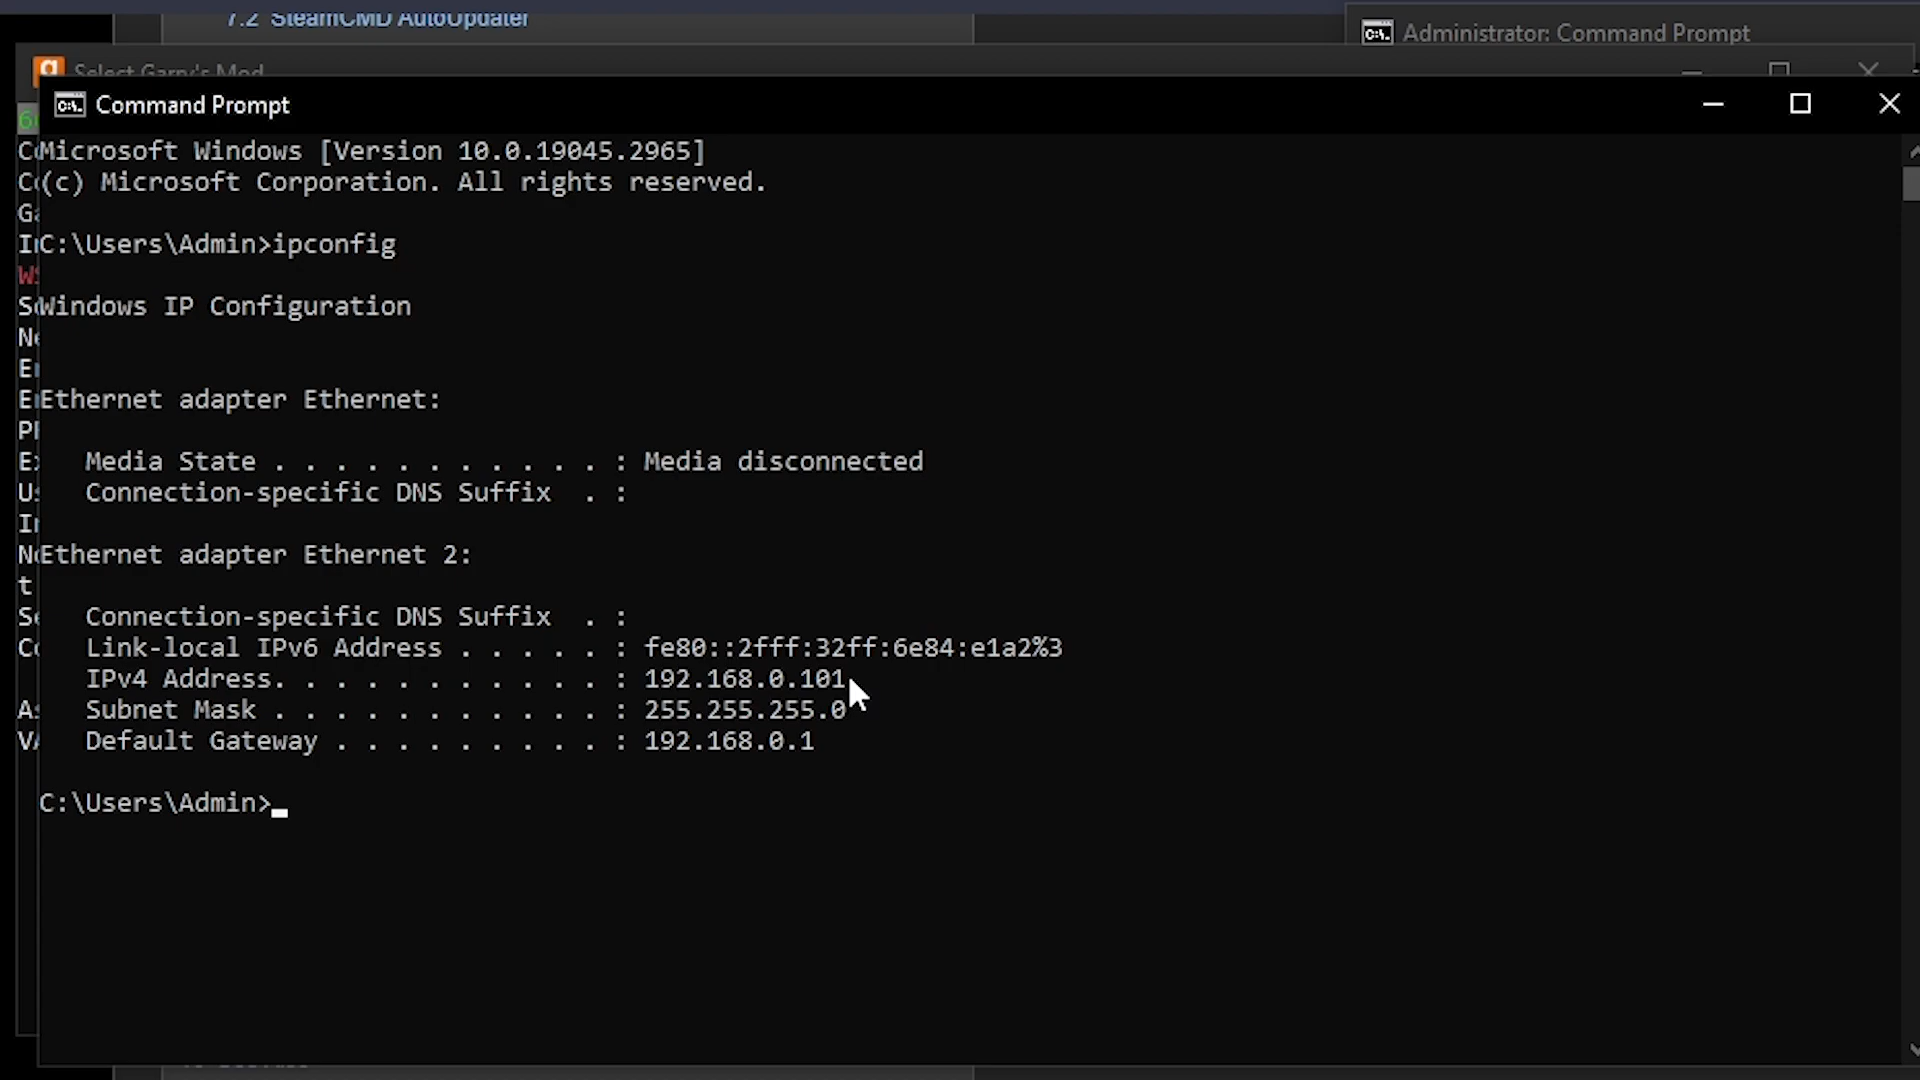 7.2 SteamCMD AutoUpdater
Administrator: Command Prompt
Select Garry's Mod
Command Prompt
Microsoft Windows [Version 10.0.19045.2965]
(c) Microsoft Corporation. All rights reserved.
C:\Users\Admin>ipconfig
Windows IP Configuration
Ethernet adapter Ethernet:
Media State . . . . . . . . . . . : Media disconnected
Connection-specific DNS Suffix  . :
Ethernet adapter Ethernet 2:
Connection-specific DNS Suffix  . :
Link-local IPv6 Address . . . . . : fe80::2fff:32ff:6e84:e1a2%3
IPv4 Address. . . . . . . . . . . : 192.168.0.101
Subnet Mask . . . . . . . . . . . : 255.255.255.0
Default Gateway . . . . . . . . . : 192.168.0.1
C:\Users\Admin>